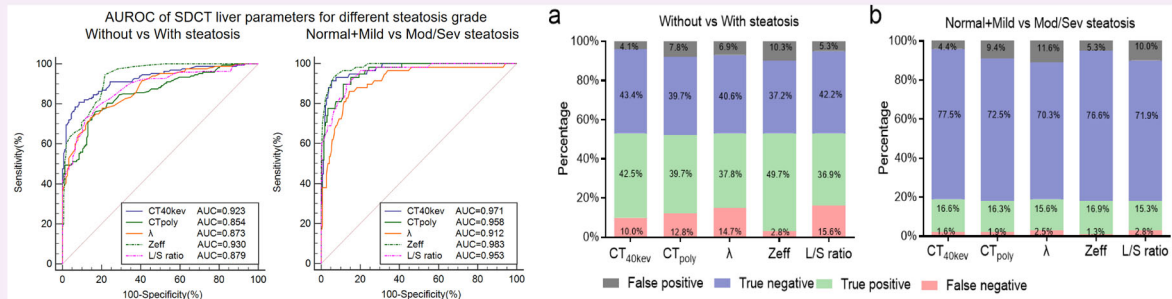 AUROC of SDCT liver parameters for different steatosis grade
Without vs With steatosis
Normal+Mild vs Mod/Sev steatosis
Sensitivity(%)
100
80
60
40
20
0
CT40kev AUC=0.923
CTpoly AUC=0.854
λ AUC=0.873
Zeff AUC=0.930
L/S ratio AUC=0.879
0 20 40 60 80 100
100-Specificity(%)
Sensitivity(%)
100
80
60
40
20
0
CT40kev AUC=0.971
CTpoly AUC=0.958
λ AUC=0.912
Zeff AUC=0.983
L/S ratio AUC=0.953
0 20 40 60 80 100
100-Specificity(%)
a
Without vs With steatosis
Percentage
100%
80%
60%
40%
20%
0%
4.1% 7.8% 6.9% 10.3% 5.3%
43.4% 39.7% 40.6% 37.2% 42.2%
42.5% 39.7% 37.8% 49.7% 36.9%
10.0% 12.8% 14.7% 2.8% 15.6%
CT40kev CTpoly λ Zeff L/S ratio
b
Normal+Mild vs Mod/Sev steatosis
Percentage
100%
80%
60%
40%
20%
0%
4.4% 9.4% 11.6% 5.3% 10.0%
77.5% 72.5% 70.3% 76.6% 71.9%
16.6% 16.3% 15.6% 16.9% 15.3%
1.6% 1.9% 2.5% 1.3% 2.8%
CT40kev CTpoly λ Zeff L/S ratio
False positive True negative True positive False negative